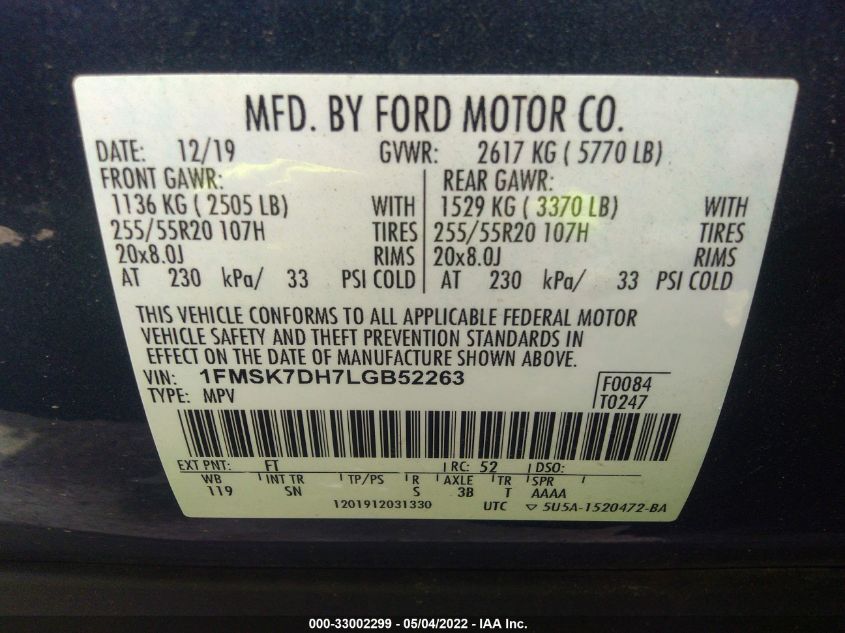 MFD. BY FORD MOTOR CO.
DATE: 12/19 GVWR: 2617 KG ( 5770 LB)
FRONT GAWR: REAR GAWR:
1136 KG ( 2505 LB) WITH 1529 KG ( 3370 LB) WITH
255/55R20 107H TIRES 255/55R20 107H TIRES
20x8.0J RIMS 20x8.0J RIMS
AT 230 kPa/ 33 PSI COLD AT 230 kPa/ 33 PSI COLD
THIS VEHICLE CONFORMS TO ALL APPLICABLE FEDERAL MOTOR
VEHICLE SAFETY AND THEFT PREVENTION STANDARDS IN
EFFECT ON THE DATE OF MANUFACTURE SHOWN ABOVE.
VIN: 1FMSK7DH7LGB52263 F0084
TYPE: MPV T0247
EXT PNT: FT RC: 52 DSO:
WB INT TR TP/PS R AXLE TR SPR
119 SN S 3B T AAAA
1201912031330 UTC ▽ 5U5A-1520472-BA
000-33002299 - 05/04/2022 - IAA Inc.